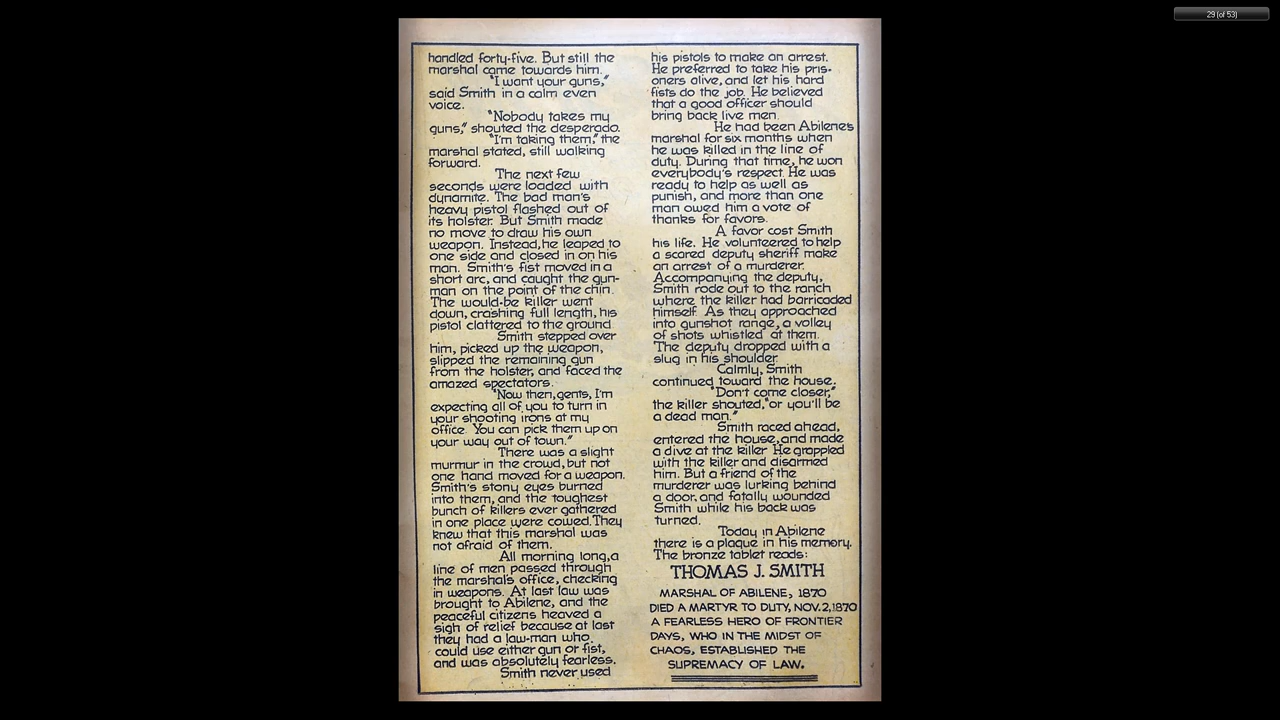 29 (of 53)
handled forty-five. But still the
marshal came towards him.
"I want your guns,"
said Smith in a calm even
voice.
"Nobody takes my
guns," shouted the desperado.
"I'm taking them," the
marshal stated, still walking
forward.
The next few
seconds were loaded with
dynamite. The bad man's
heavy pistol flashed out of
its holster. But Smith made
no move to draw his own
weapon. Instead, he leaped to
one side and closed in on his
man. Smith's fist moved in a
short arc, and caught the gun-
man on the point of the chin.
The would-be killer went
down, crashing full length, his
pistol clattered to the ground.
Smith stepped over
him, picked up the weapon,
slipped the remaining gun
from the holster, and faced the
amazed spectators.
"Now then, gents, I'm
expecting all of you to turn in
your shooting irons at my
office. You can pick them up on
your way out of town."
There was a slight
murmur in the crowd, but not
one hand moved for a weapon.
Smith's stony eyes burned
into them, and the toughest
bunch of killers ever gathered
in one place were cowed. They
knew that this marshal was
not afraid of them.
All morning long, a
line of men passed through
the marshal's office, checking
in weapons. At last law was
brought to Abilene, and the
peaceful citizens heaved a
sigh of relief because at last
they had a law-man who
could use either gun or fist,
and was absolutely fearless.
Smith never used
his pistols to make an arrest.
He preferred to take his pris-
oners alive, and let his hard
fists do the job. He believed
that a good officer should
bring back live men.
He had been Abilene's
marshal for six months when
he was killed in the line of
duty. During that time, he won
everybody's respect. He was
ready to help as well as
punish, and more than one
man owed him a vote of
thanks for favors.
A favor cost Smith
his life. He volunteered to help
a scared deputy sheriff make
an arrest of a murderer.
Accompanying the deputy,
Smith rode out to the ranch
where the killer had barricaded
himself. As they approached
into gunshot range, a volley
of shots whistled at them.
The deputy dropped with a
slug in his shoulder.
Calmly, Smith
continued toward the house.
"Don't come closer,"
the killer shouted, "or you'll be
a dead man."
Smith raced ahead,
entered the house, and made
a dive at the killer. He grappled
with the killer and disarmed
him. But a friend of the
murderer was lurking behind
a door, and fatally wounded
Smith while his back was
turned.
Today in Abilene
there is a plaque in his memory.
The bronze tablet reads:
THOMAS J. SMITH
MARSHAL OF ABILENE, 1870
DIED A MARTYR TO DUTY, NOV. 2, 1870
A FEARLESS HERO OF FRONTIER
DAYS, WHO IN THE MIDST OF
CHAOS, ESTABLISHED THE
SUPREMACY OF LAW.